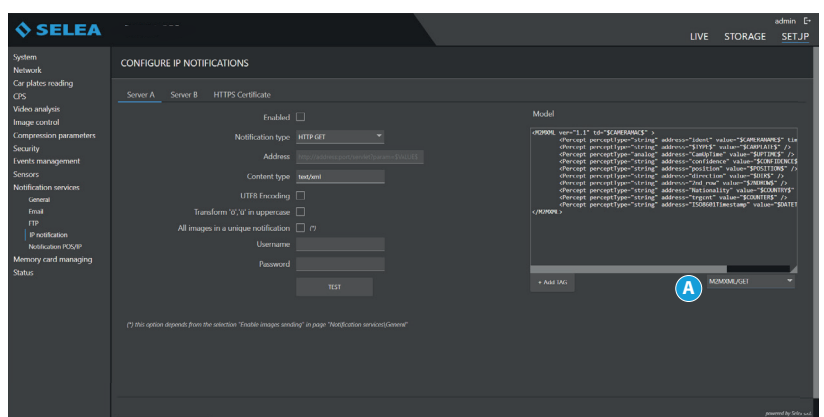 admin
SELEA
LIVE STORAGE SETUP
System
Network
Car plates reading
CPS
Video analysis
Image control
Compression parameters
Security
Events management
Sensors
Notification services
General
Email
FTP
IP notification
Notification POS/IP
Memory card managing
Status
CONFIGURE IP NOTIFICATIONS
Server A Server B HTTPS Certificate
Enabled
Notification type HTTP GET
Address
Content type text/xml
UTF8 Encoding
Transform 'ö','ü' in uppercase
All images in a unique notification (*)
Username
Password
TEST
(*) this option depends from the selection "Enable images sending" in page "Notification services\General"
Model
<M2MXML ver="1.1" td="$CAMERAMAC$" >
<Percept perceptType="string" address="ident" value="$CAMERANAME$" tim
<Percept perceptType="string" address="$TYPE$" value="$CARPLATE$" />
<Percept perceptType="analog" address="CamUpTime" value="$UPTIME$" />
<Percept perceptType="string" address="confidence" value="$CONFIDENCE$
<Percept perceptType="string" address="position" value="$POSITION$" />
<Percept perceptType="string" address="direction" value="$DIR$" />
<Percept perceptType="string" address="2nd_row" value="$2NDROW$" />
<Percept perceptType="string" address="Nationality" value="$COUNTRY$"
<Percept perceptType="string" address="trgcnt" value="$COUNTER$" />
<Percept perceptType="string" address="ISO8601Timestamp" value="$DATET
</M2MXML>
+ Add TAG
A
M2MXML/GET
powered by Selea s.r.l.